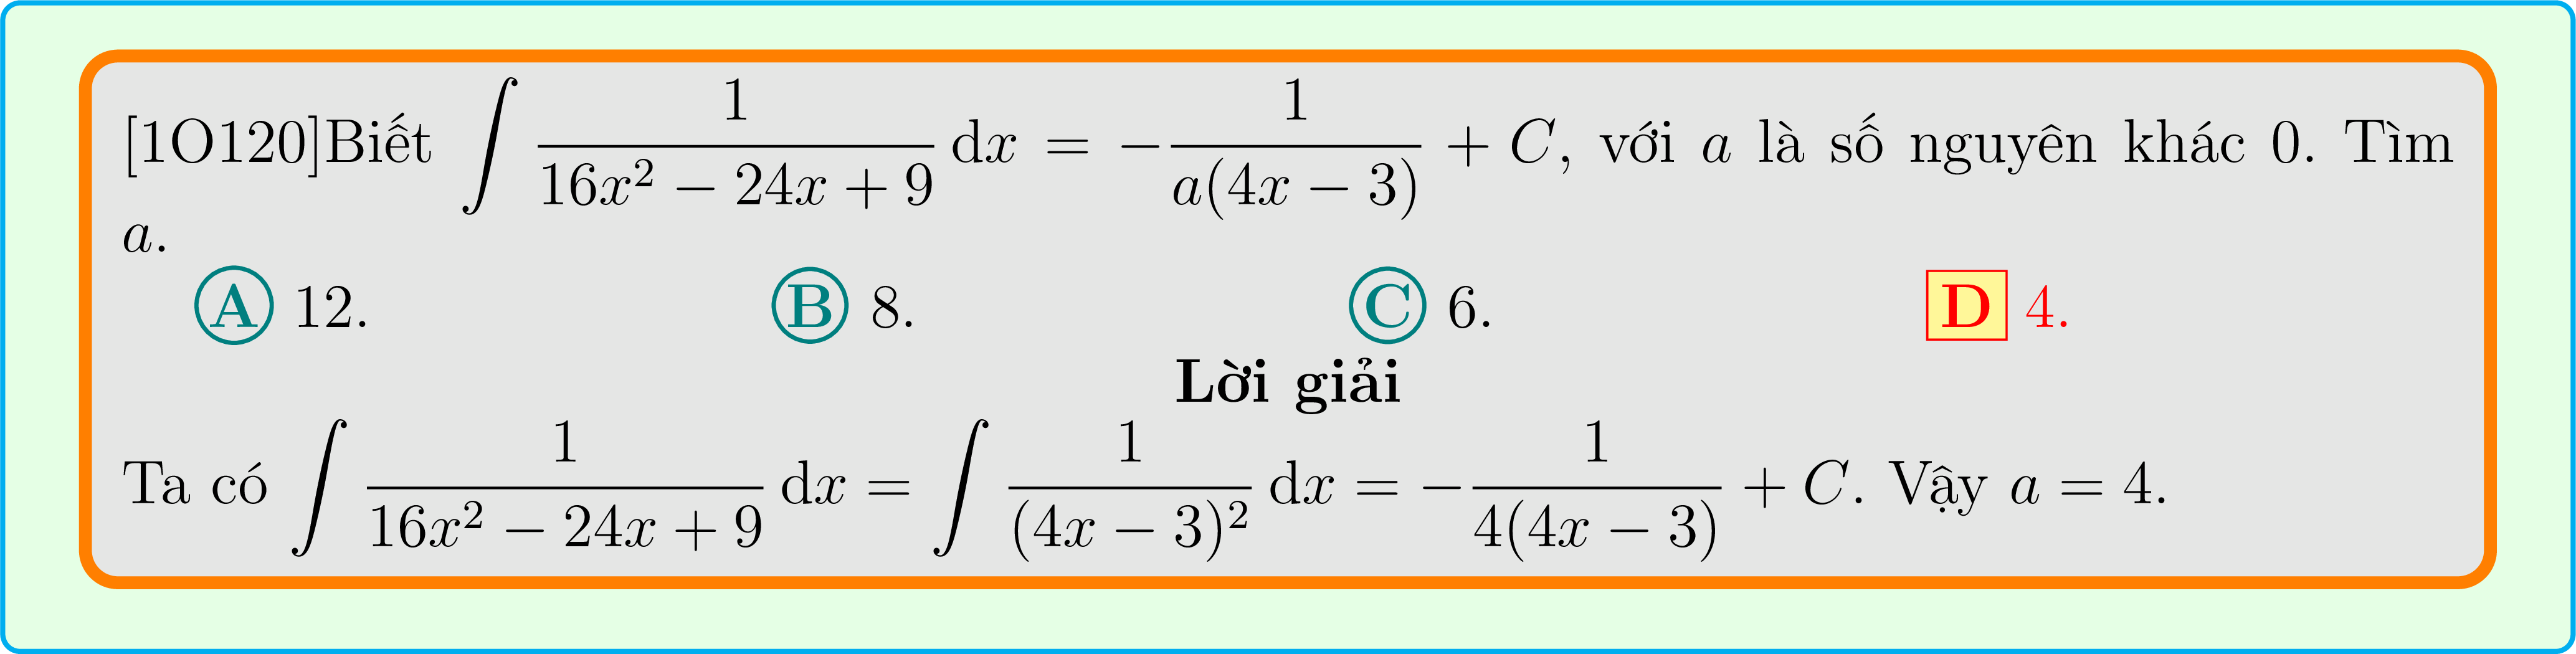 [1O120]Biết $\int \frac{1}{16x^2 - 24x + 9} \, \mathrm{d}x = -\frac{1}{a(4x - 3)} + C$, với $a$ là số nguyên khác 0. Tìm
$a$.
A 12. B 8. C 6. D 4.
Lời giải
Ta có $\int \frac{1}{16x^2 - 24x + 9} \, \mathrm{d}x = \int \frac{1}{(4x - 3)^2} \, \mathrm{d}x = -\frac{1}{4(4x - 3)} + C$. Vậy $a = 4$.